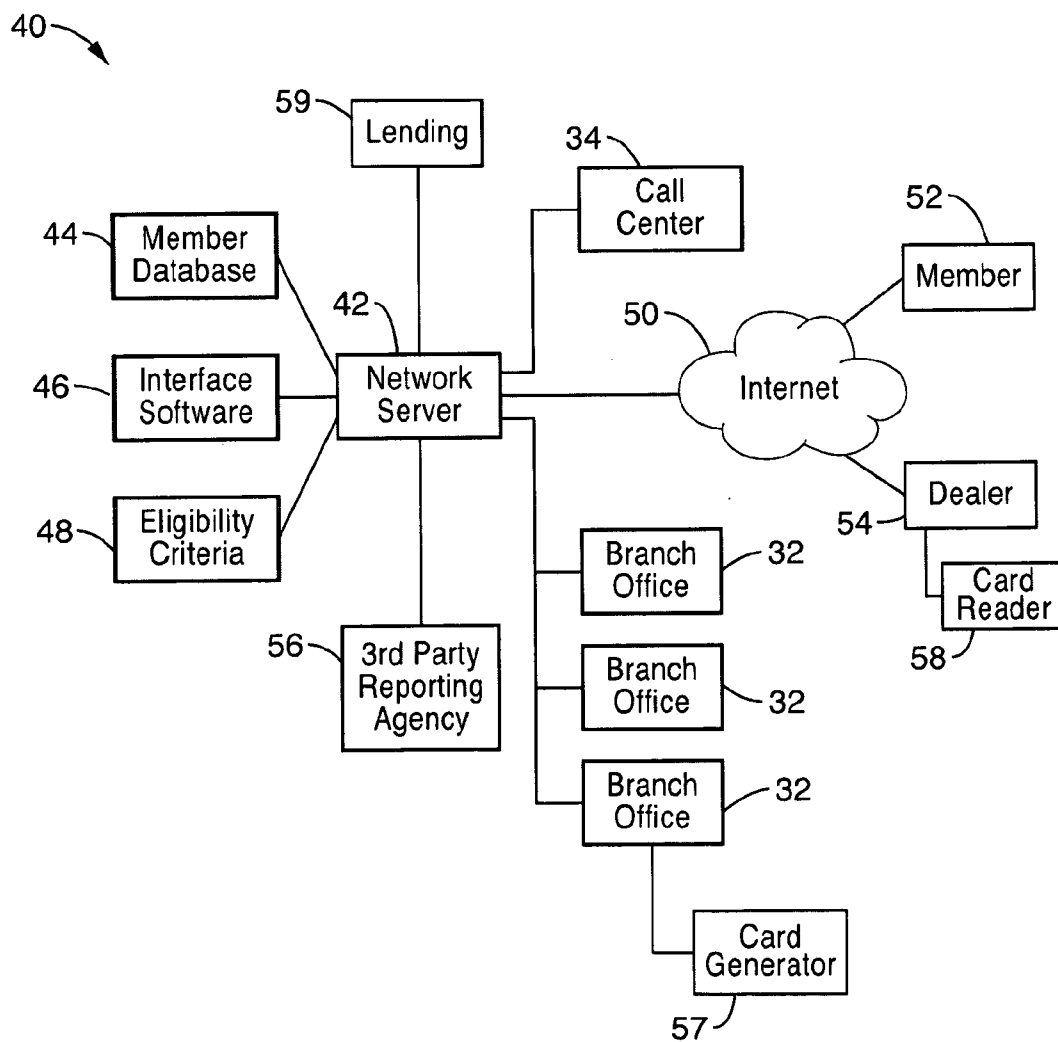 40
59
Lending
34
Call
Center
52
Member
44
Member
Database
42
50
46
Interface
Software
Network
Server
Internet
48
Eligibility
Criteria
Dealer
54
Card
Reader
58
56
3rd Party
Reporting
Agency
Branch
Office
32
Branch
Office
32
Branch
Office
32
Card
Generator
57